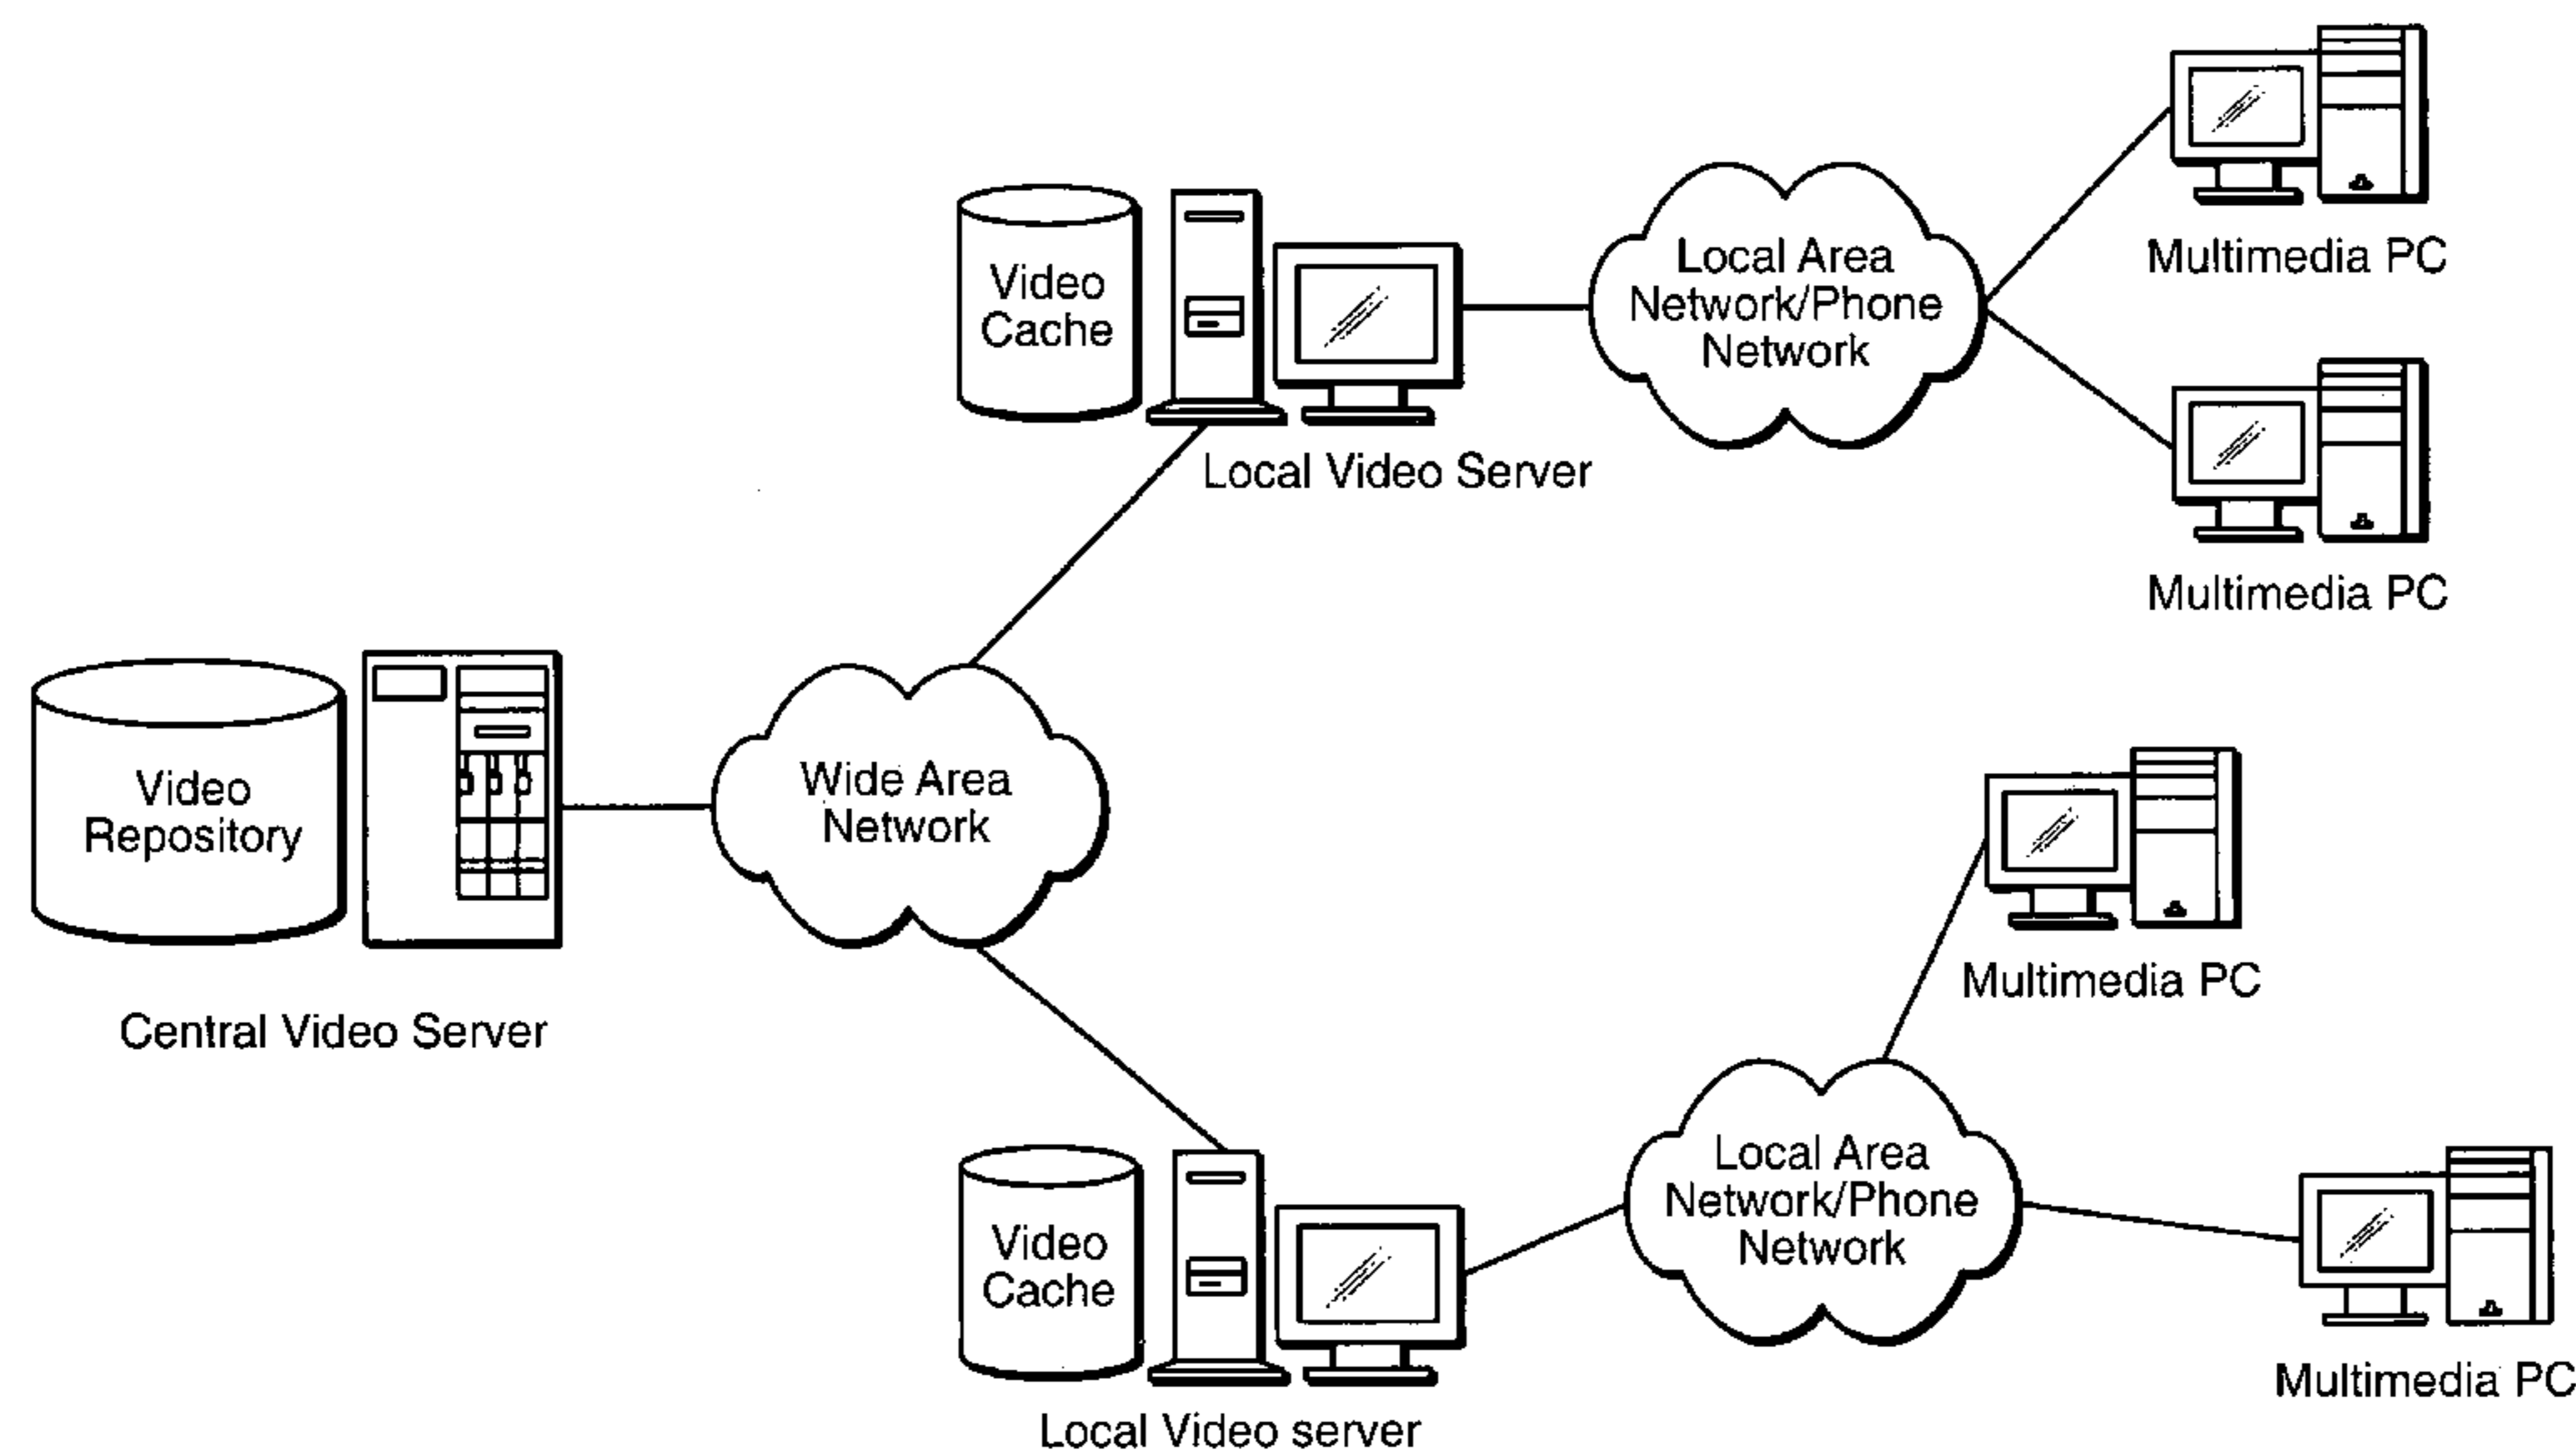 Video
Cache
Local Area
Network/Phone
Network
Multimedia PC
Local Video Server
Multimedia PC
Video
Repository
Wide Area
Network
Central Video Server
Multimedia PC
Video
Cache
Local Area
Network/Phone
Network
Multimedia PC
Local Video server